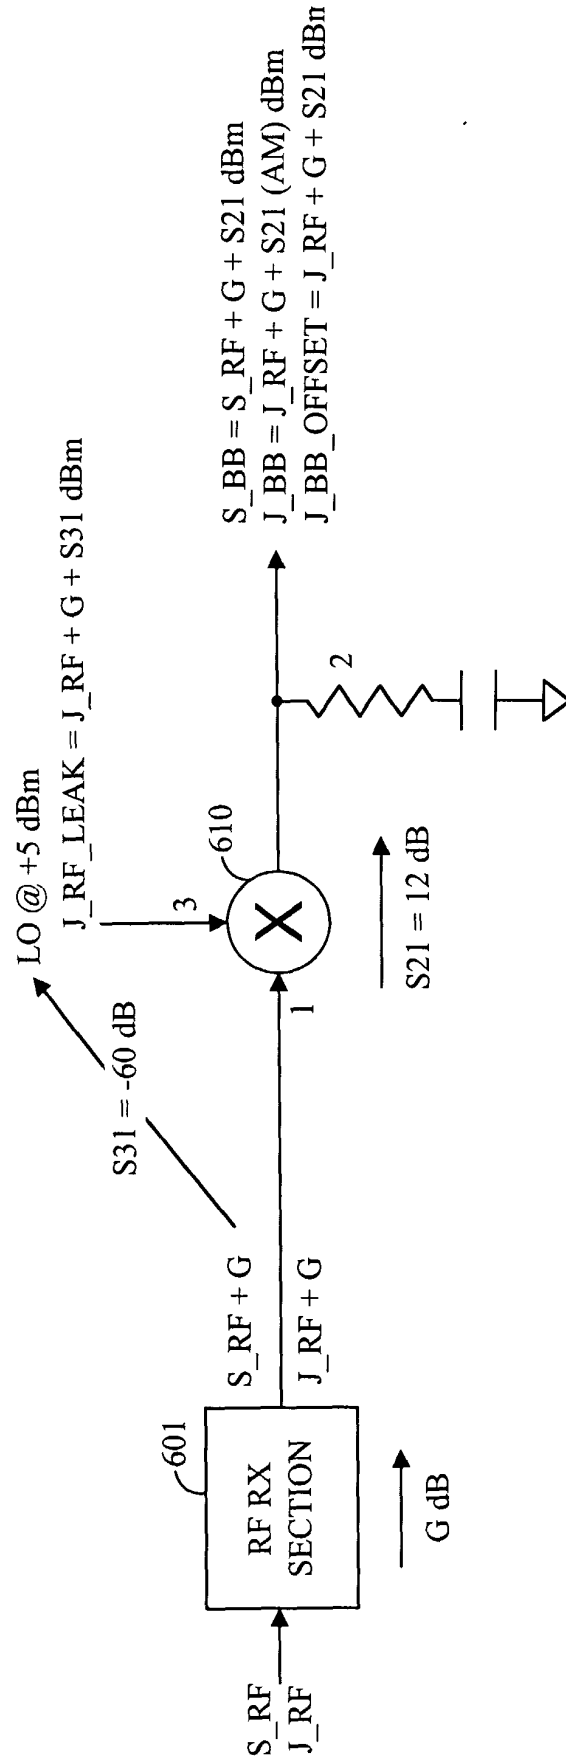 S_RF
J_RF
601
RF RX
SECTION
G dB
S_RF + G
J_RF + G
S31 = -60 dB
LO @ +5 dBm
J_RF_LEAK = J_RF + G + S31 dBm
3
610
X
1
S21 = 12 dB
2
S_BB = S_RF + G + S21 dBm
J_BB = J_RF + G + S21 (AM) dBm
J_BB_OFFSET = J_RF + G + S21